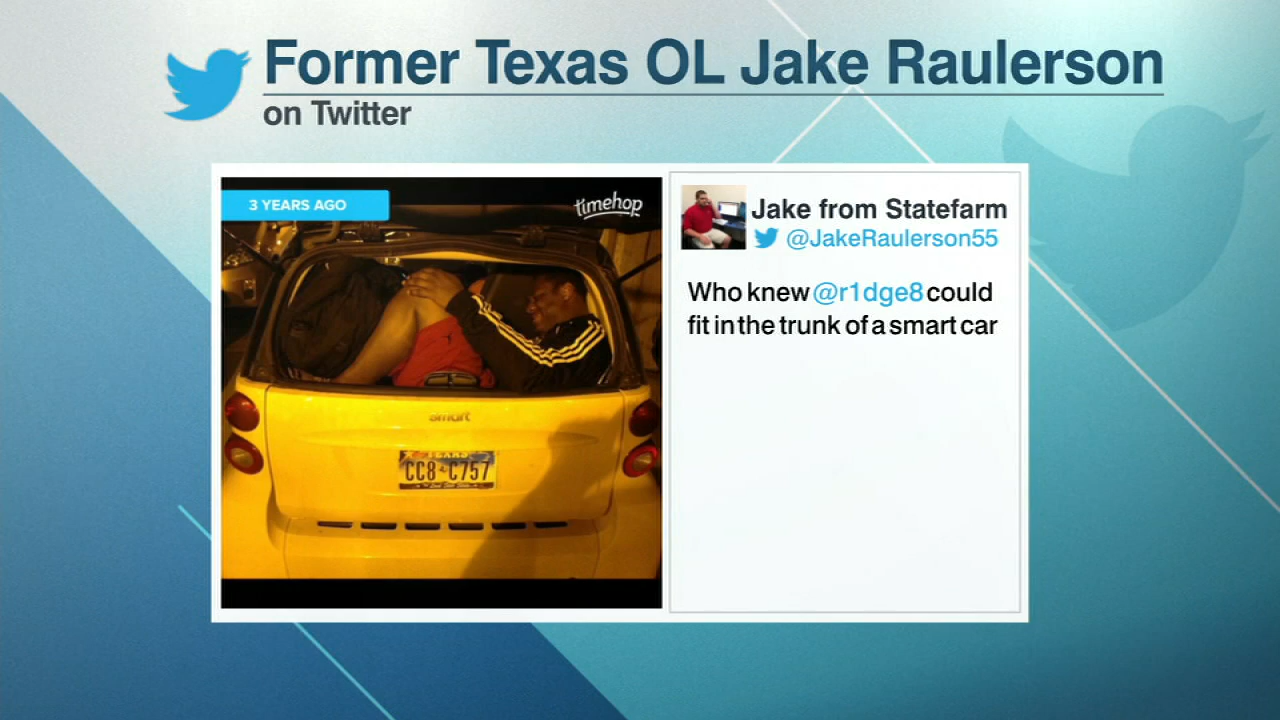 Former Texas OL Jake Raulerson
on Twitter
3 YEARS AGO
timehop
smart
TEXAS
CC8 C757
Jake from Statefarm
@JakeRaulerson55
Who knew @r1dge8 could
fit in the trunk of a smart car